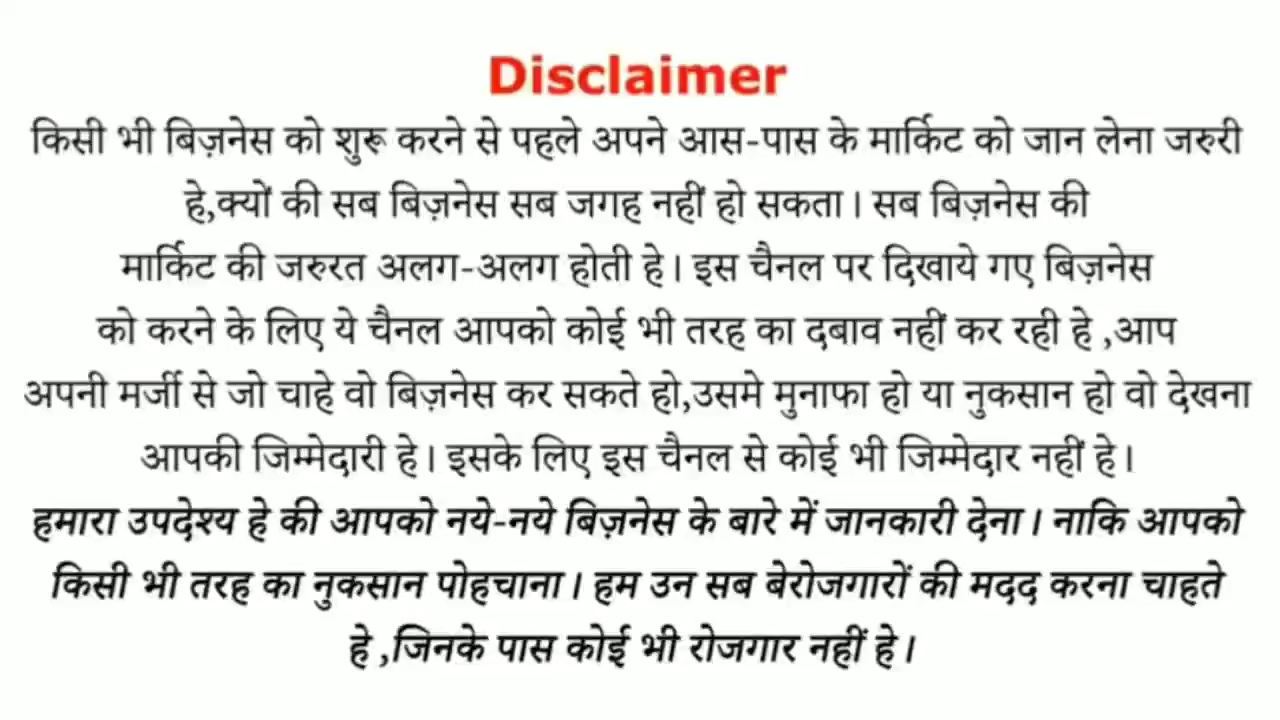 Disclaimer
किसी भी बिज़नेस को शुरू करने से पहले अपने आस-पास के मार्किट को जान लेना जरुरी
हे,क्यों की सब बिज़नेस सब जगह नहीं हो सकता। सब बिज़नेस की
मार्किट की जरुरत अलग-अलग होती हे। इस चैनल पर दिखाये गए बिज़नेस
को करने के लिए ये चैनल आपको कोई भी तरह का दबाव नहीं कर रही हे ,आप
अपनी मर्जी से जो चाहे वो बिज़नेस कर सकते हो,उसमे मुनाफा हो या नुकसान हो वो देखना
आपकी जिम्मेदारी हे। इसके लिए इस चैनल से कोई भी जिम्मेदार नहीं हे।
हमारा उपदेश्य हे की आपको नये-नये बिज़नेस के बारे में जानकारी देना। नाकि आपको
किसी भी तरह का नुकसान पोहचाना। हम उन सब बेरोजगारों की मदद करना चाहते
हे ,जिनके पास कोई भी रोजगार नहीं हे।